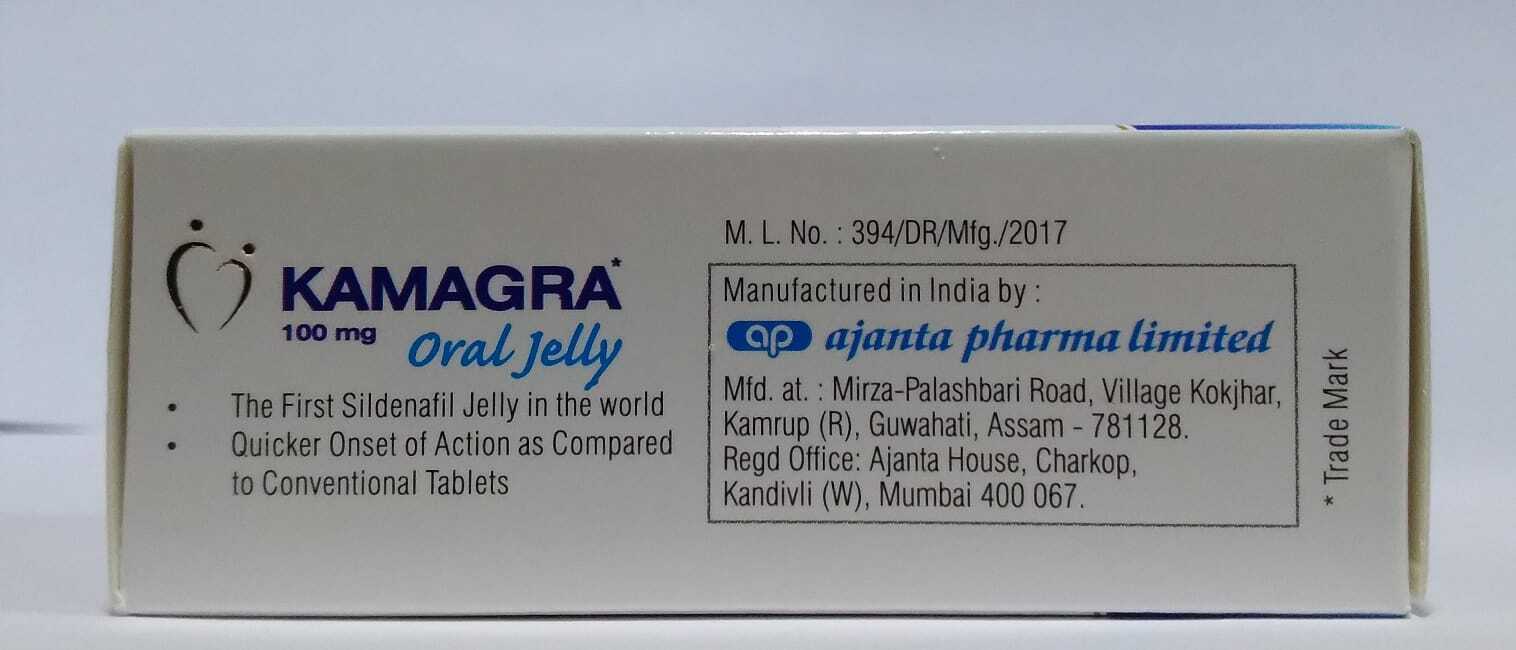 KAMAGRA*
100 mg
Oral Jelly
• The First Sildenafil Jelly in the world
• Quicker Onset of Action as Compared
to Conventional Tablets
M. L. No. : 394/DR/Mfg./2017
Manufactured in India by :
ap ajanta pharma limited
Mfd. at. : Mirza-Palashbari Road, Village Kokjhar,
Kamrup (R), Guwahati, Assam - 781128.
Regd Office: Ajanta House, Charkop,
Kandivli (W), Mumbai 400 067.
* Trade Mark